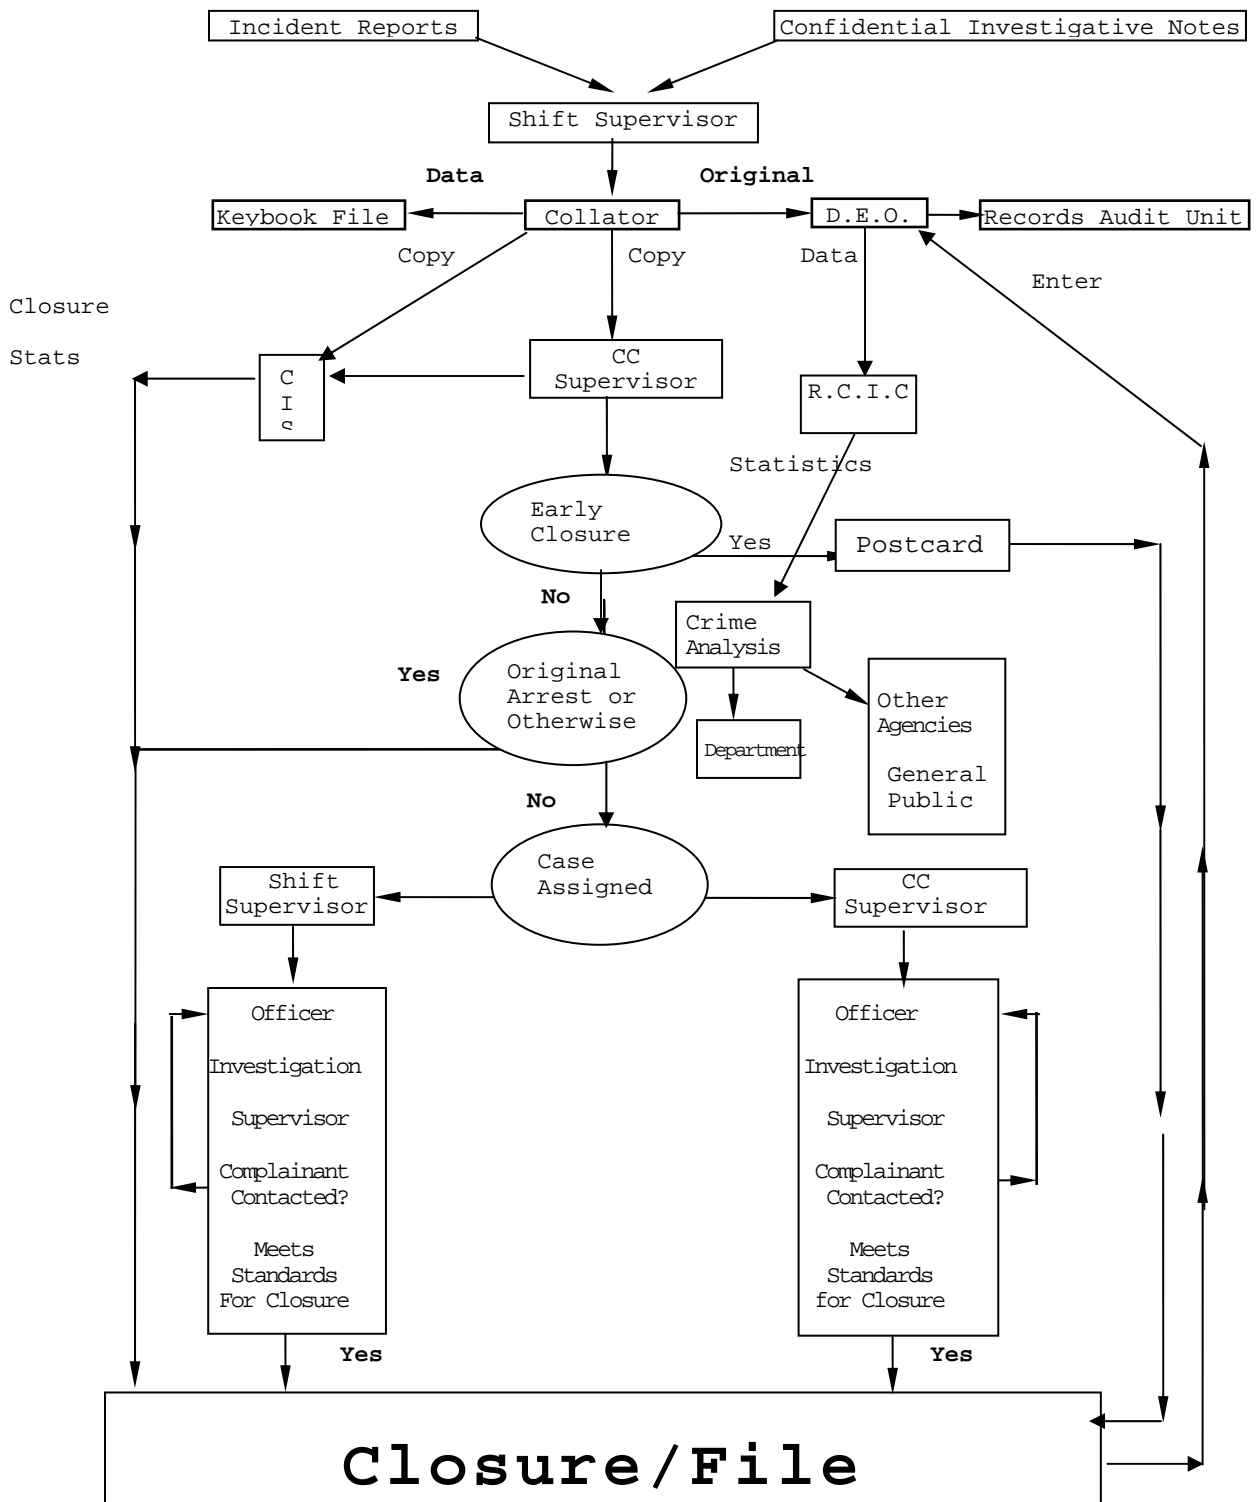 Incident Reports
Confidential Investigative Notes
Shift Supervisor
Data
Original
Keybook File
Collator
D.E.O.
Records Audit Unit
Copy
Copy
Data
Enter
Closure
Stats
CC
Supervisor
C
I
S
R.C.I.C
Statistics
Early
Closure
Yes
Postcard
No
Crime
Analysis
Yes
Original
Arrest or
Otherwise
Other
Agencies
Department
General
Public
No
Case
Assigned
Shift
Supervisor
CC
Supervisor
Officer
Investigation
Supervisor
Complainant
Contacted?
Meets
Standards
For Closure
Officer
Investigation
Supervisor
Complainant
Contacted?
Meets
Standards
for Closure
Yes
Yes
Closure/File